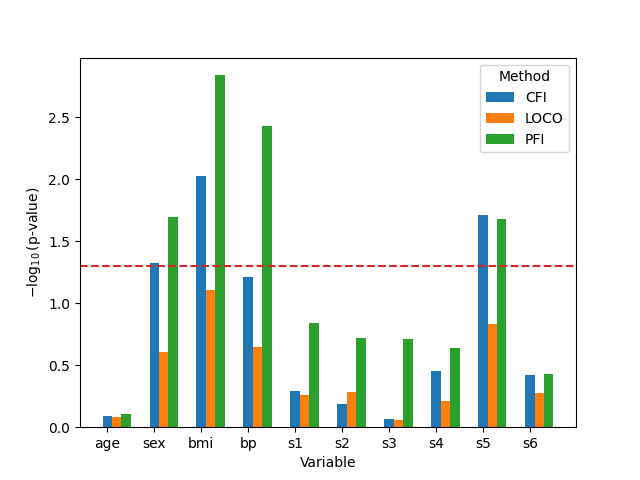 Method
CFI
LOCO
PFI
2.5
2.0
1.5
1.0
0.5
0.0
−log₁₀(p-value)
age sex bmi bp s1 s2 s3 s4 s5 s6
Variable